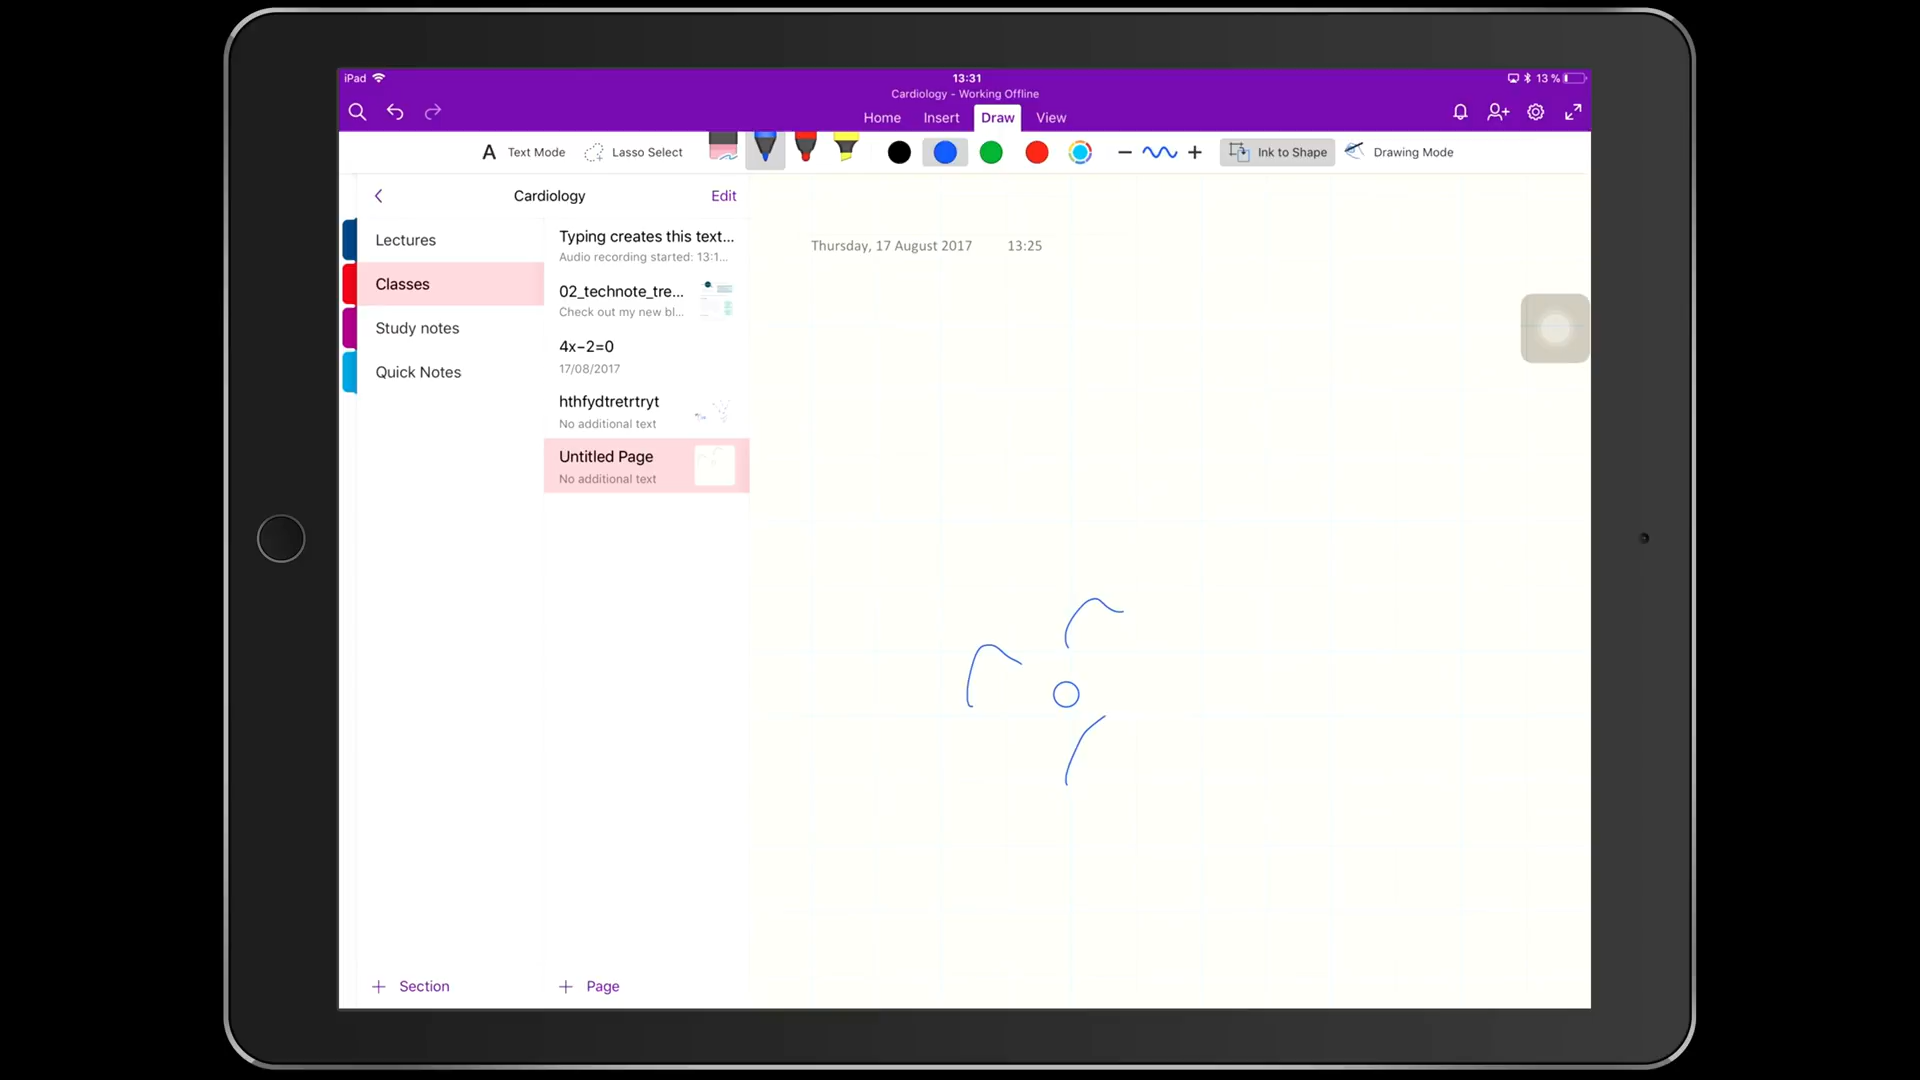 iPad
13:31
13 %
Cardiology - Working Offline
Home Insert Draw View
A Text Mode Lasso Select Ink to Shape Drawing Mode
Cardiology Edit
Lectures
Classes
Study notes
Quick Notes
Typing creates this text...
Audio recording started: 13:1...
02_technote_tre...
Check out my new bl...
4x−2=0
17/08/2017
hthfydtretrtryt
No additional text
Untitled Page
No additional text
Thursday, 17 August 2017 13:25
+ Section
+ Page